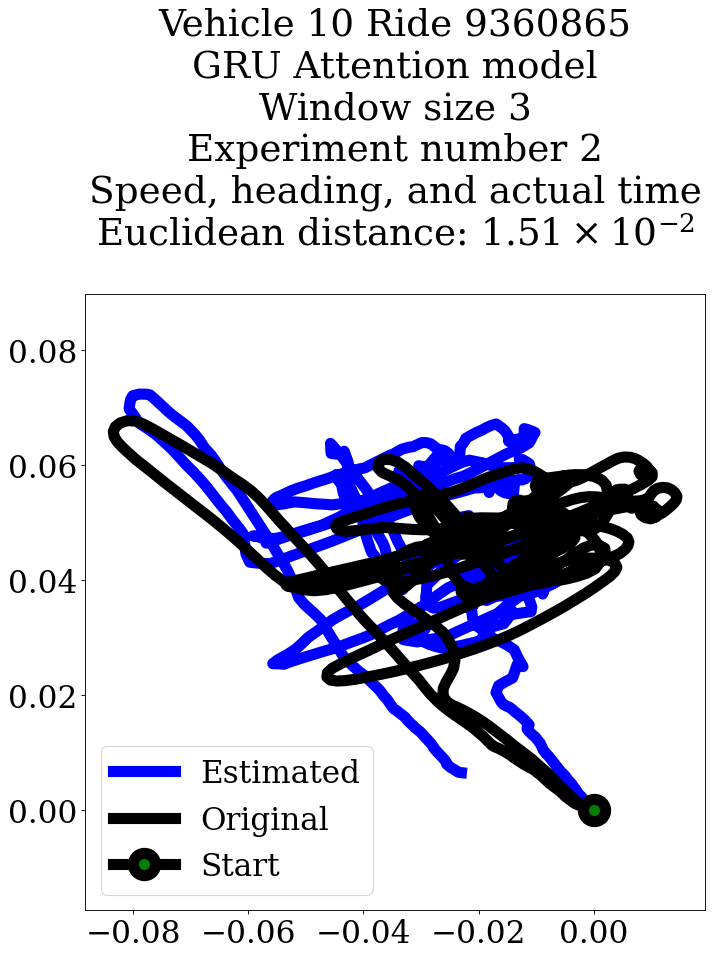 Vehicle 10 Ride 9360865
GRU Attention model
Window size 3
Experiment number 2
Speed, heading, and actual time
Euclidean distance: 1.51 × 10⁻²
0.08
0.06
0.04
0.02
0.00
Estimated
Original
Start
−0.08 −0.06 −0.04 −0.02 0.00